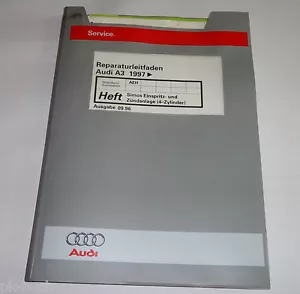 Service.
Reparaturleitfaden
Audi A3 1997 ►
AEH
Heft
Simos Einspritz- und
Zündanlage (4-Zylinder)
Ausgabe 09.96
Audi